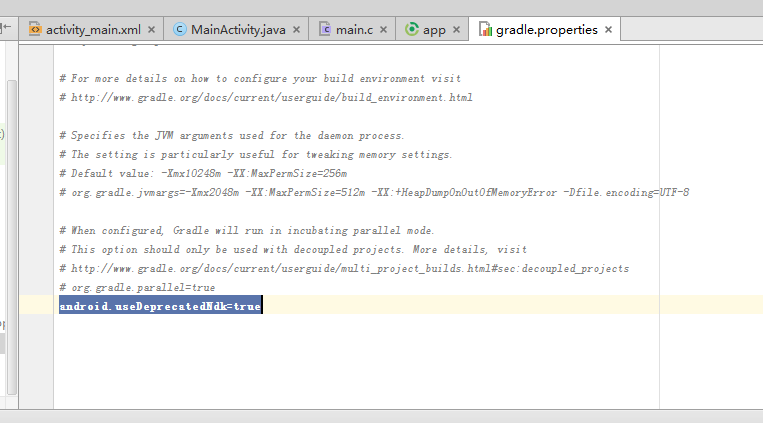 activity_main.xml × MainActivity.java × main.c × app × gradle.properties ×
# For more details on how to configure your build environment visit
# http://www.gradle.org/docs/current/userguide/build_environment.html
# Specifies the JVM arguments used for the daemon process.
# The setting is particularly useful for tweaking memory settings.
# Default value: -Xmx10248m -XX:MaxPermSize=256m
# org.gradle.jvmargs=-Xmx2048m -XX:MaxPermSize=512m -XX:+HeapDumpOnOutOfMemoryError -Dfile.encoding=UTF-8
# When configured, Gradle will run in incubating parallel mode.
# This option should only be used with decoupled projects. More details, visit
# http://www.gradle.org/docs/current/userguide/multi_project_builds.html#sec:decoupled_projects
# org.gradle.parallel=true
android.useDeprecatedNdk=true